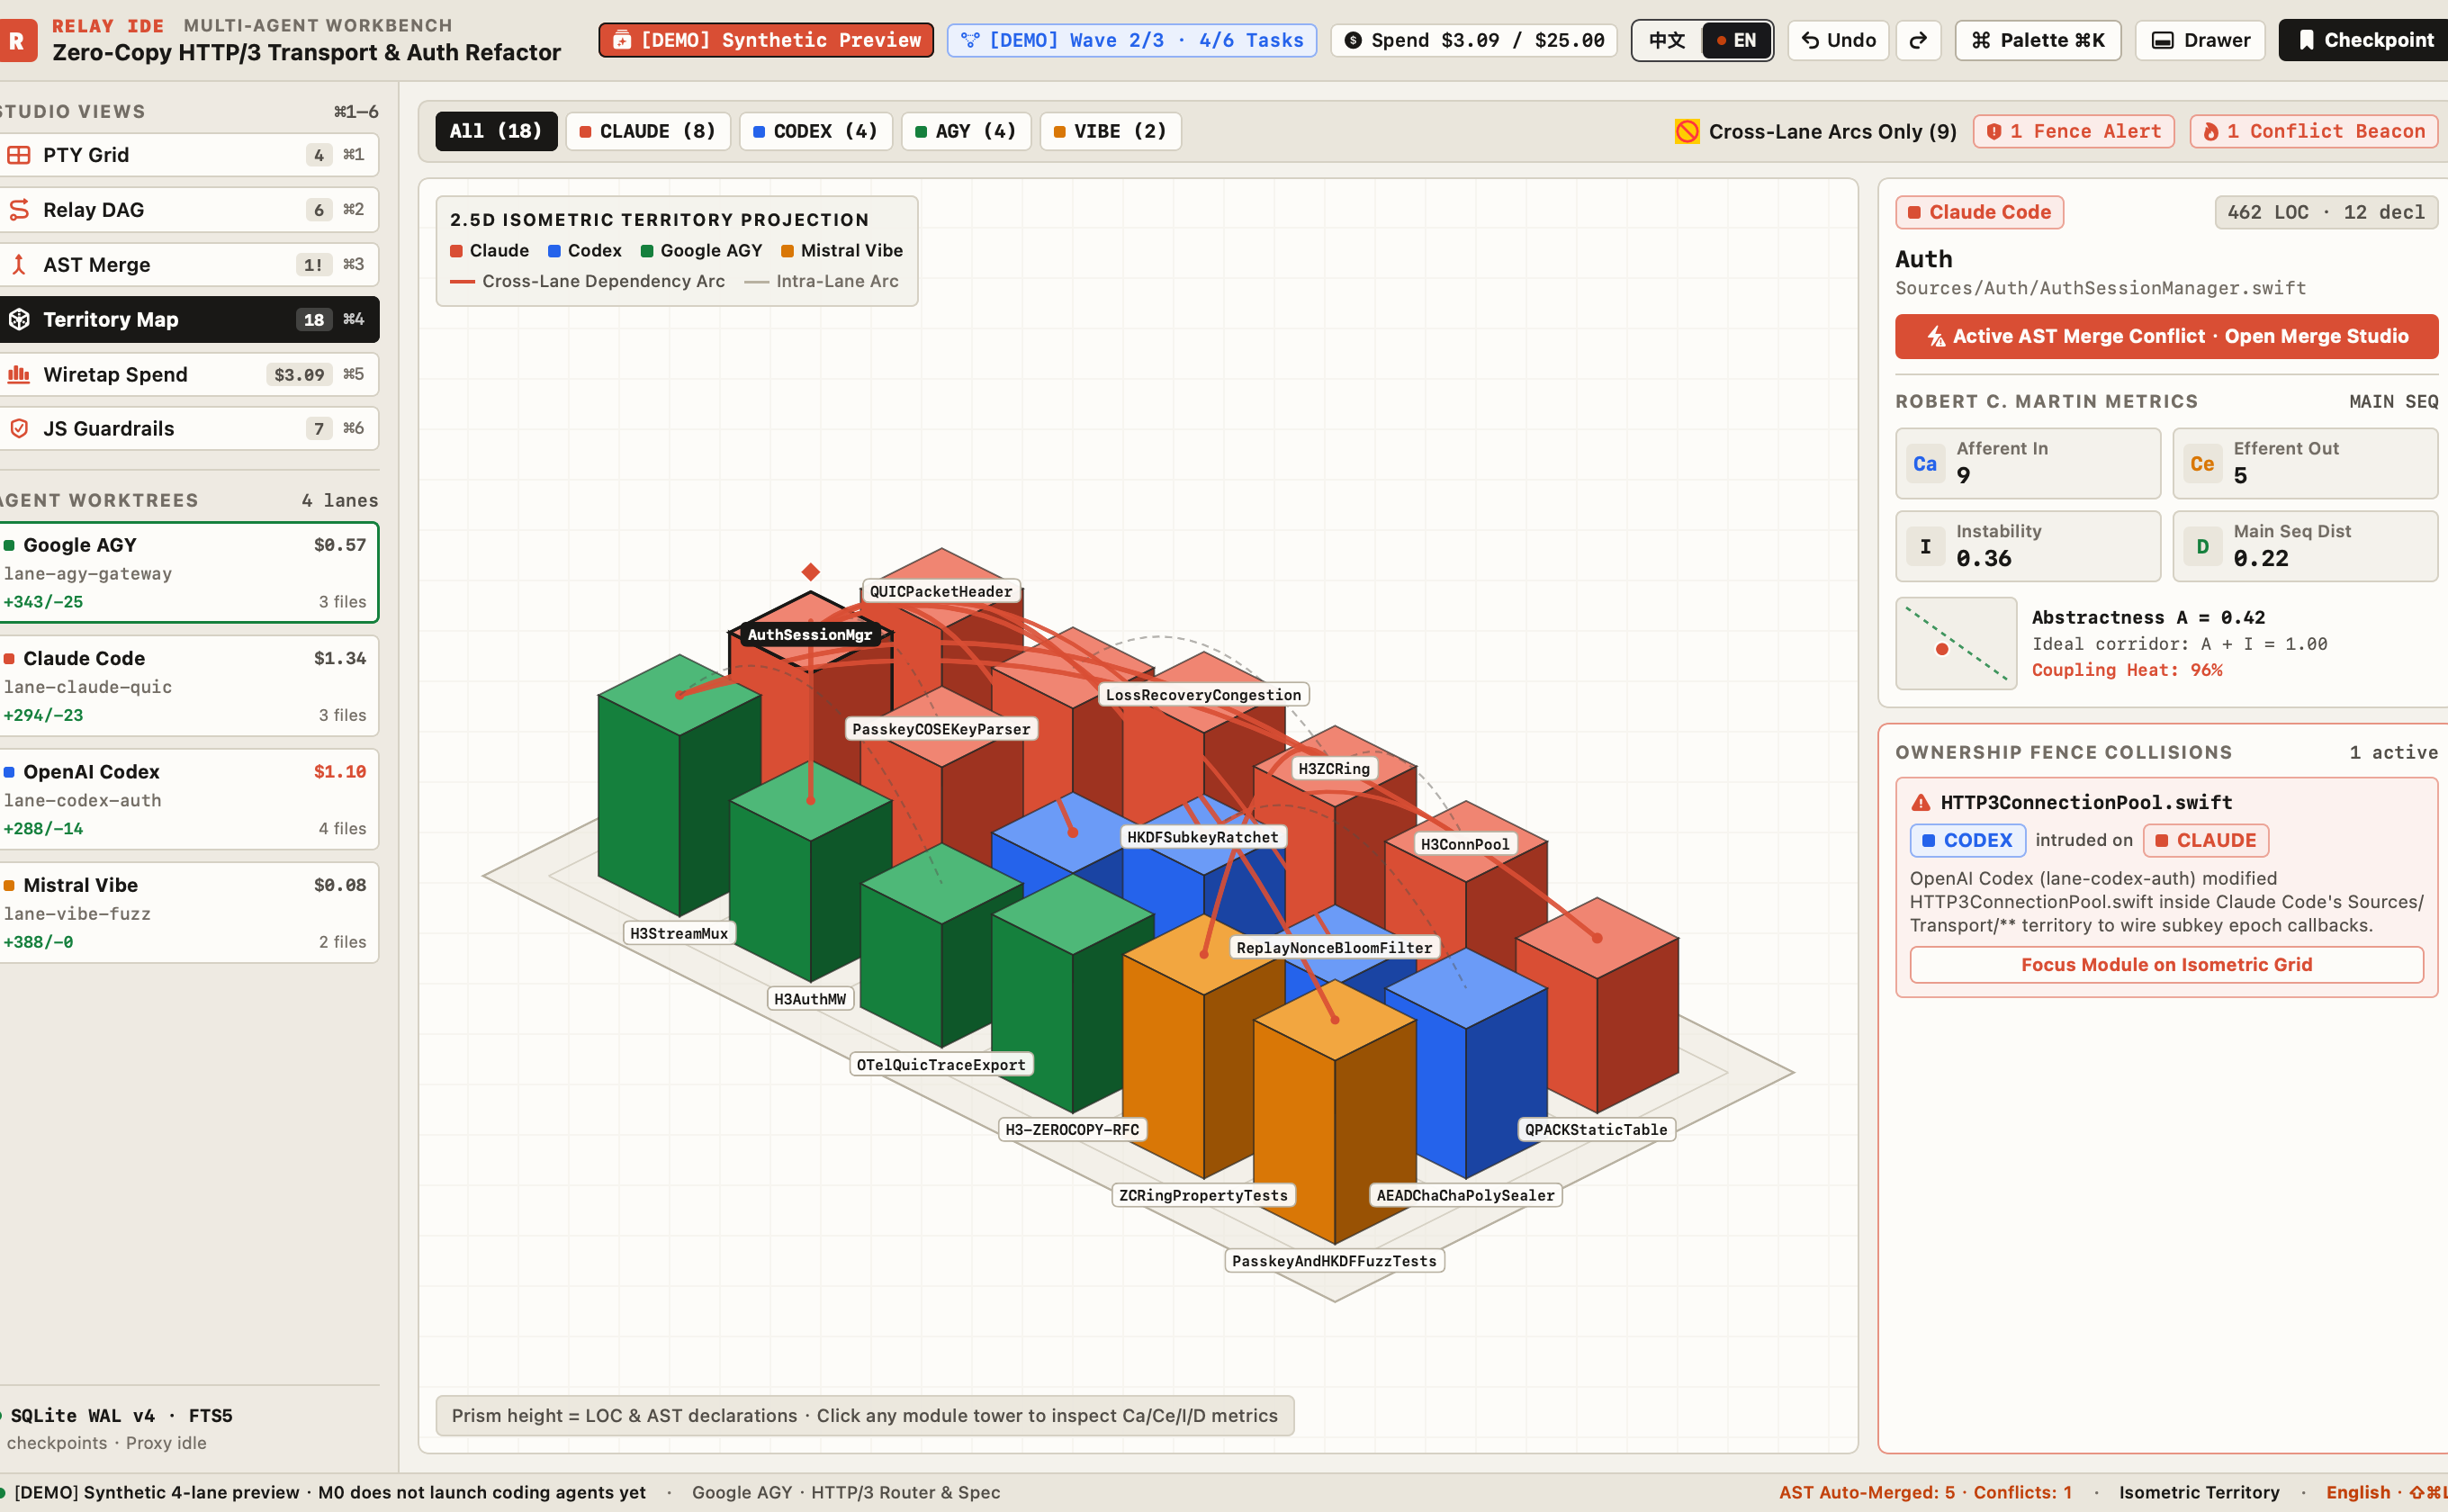 R
RELAY IDE MULTI-AGENT WORKBENCH
Zero-Copy HTTP/3 Transport & Auth Refactor
[DEMO] Synthetic Preview
[DEMO] Wave 2/3 · 4/6 Tasks
$ Spend $3.09 / $25.00
中文 EN
Undo
⌘ Palette ⌘K
Drawer
Checkpoint
STUDIO VIEWS ⌘1–6
PTY Grid 4 ⌘1
Relay DAG 6 ⌘2
AST Merge 1! ⌘3
Territory Map 18 ⌘4
Wiretap Spend $3.09 ⌘5
JS Guardrails 7 ⌘6
AGENT WORKTREES 4 lanes
Google AGY $0.57
lane-agy-gateway
+343/−25 3 files
Claude Code $1.34
lane-claude-quic
+294/−23 3 files
OpenAI Codex $1.10
lane-codex-auth
+288/−14 4 files
Mistral Vibe $0.08
lane-vibe-fuzz
+388/−0 2 files
SQLite WAL v4 · FTS5
checkpoints · Proxy idle
All (18) CLAUDE (8) CODEX (4) AGY (4) VIBE (2)
Cross-Lane Arcs Only (9) 1 Fence Alert 1 Conflict Beacon
2.5D ISOMETRIC TERRITORY PROJECTION
Claude Codex Google AGY Mistral Vibe
Cross-Lane Dependency Arc Intra-Lane Arc
QUICPacketHeader
AuthSessionMgr
LossRecoveryCongestion
PasskeyCOSEKeyParser
H3ZCRing
HKDFSubkeyRatchet
H3ConnPool
H3StreamMux
ReplayNonceBloomFilter
H3AuthMW
OTelQuicTraceExport
H3-ZEROCOPY-RFC
QPACKStaticTable
ZCRingPropertyTests
AEADChaChaPolySealer
PasskeyAndHKDFFuzzTests
Prism height = LOC & AST declarations · Click any module tower to inspect Ca/Ce/I/D metrics
Claude Code 462 LOC · 12 decl
Auth
Sources/Auth/AuthSessionManager.swift
Active AST Merge Conflict · Open Merge Studio
ROBERT C. MARTIN METRICS MAIN SEQ
Ca Afferent In 9
Ce Efferent Out 5
I Instability 0.36
D Main Seq Dist 0.22
Abstractness A = 0.42
Ideal corridor: A + I = 1.00
Coupling Heat: 96%
OWNERSHIP FENCE COLLISIONS 1 active
HTTP3ConnectionPool.swift
CODEX intruded on CLAUDE
OpenAI Codex (lane-codex-auth) modified
HTTP3ConnectionPool.swift inside Claude Code's Sources/
Transport/** territory to wire subkey epoch callbacks.
Focus Module on Isometric Grid
[DEMO] Synthetic 4-lane preview · M0 does not launch coding agents yet · Google AGY · HTTP/3 Router & Spec
AST Auto-Merged: 5 · Conflicts: 1 · Isometric Territory · English · ⇧⌘L